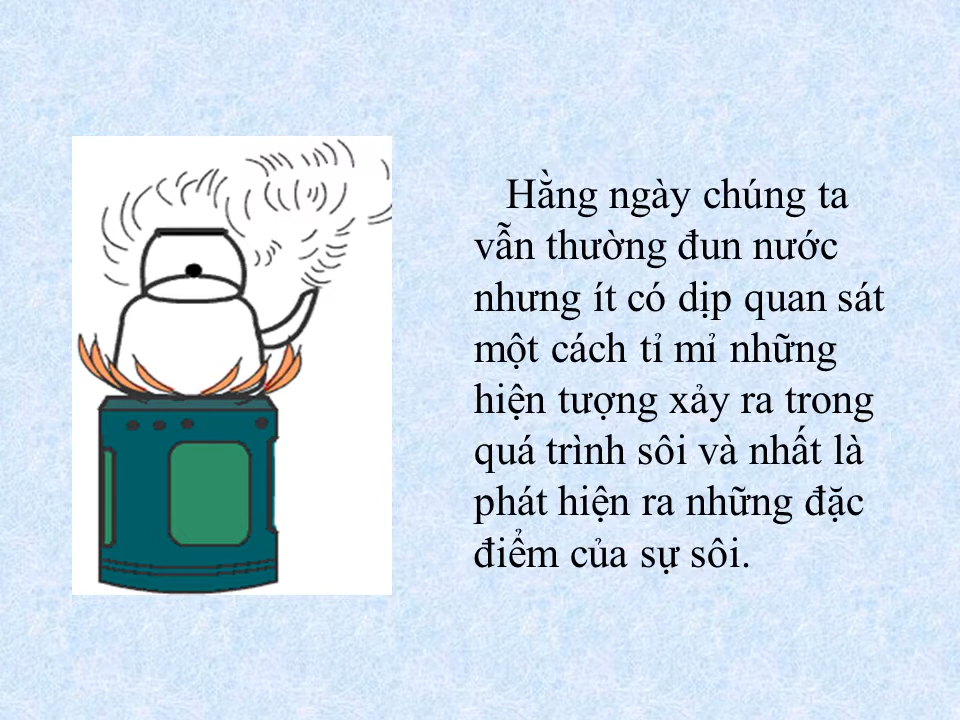 Hằng ngày chúng ta
vẫn thường đun nước
nhưng ít có dịp quan sát
một cách tỉ mỉ những
hiện tượng xảy ra trong
quá trình sôi và nhất là
phát hiện ra những đặc
điểm của sự sôi.